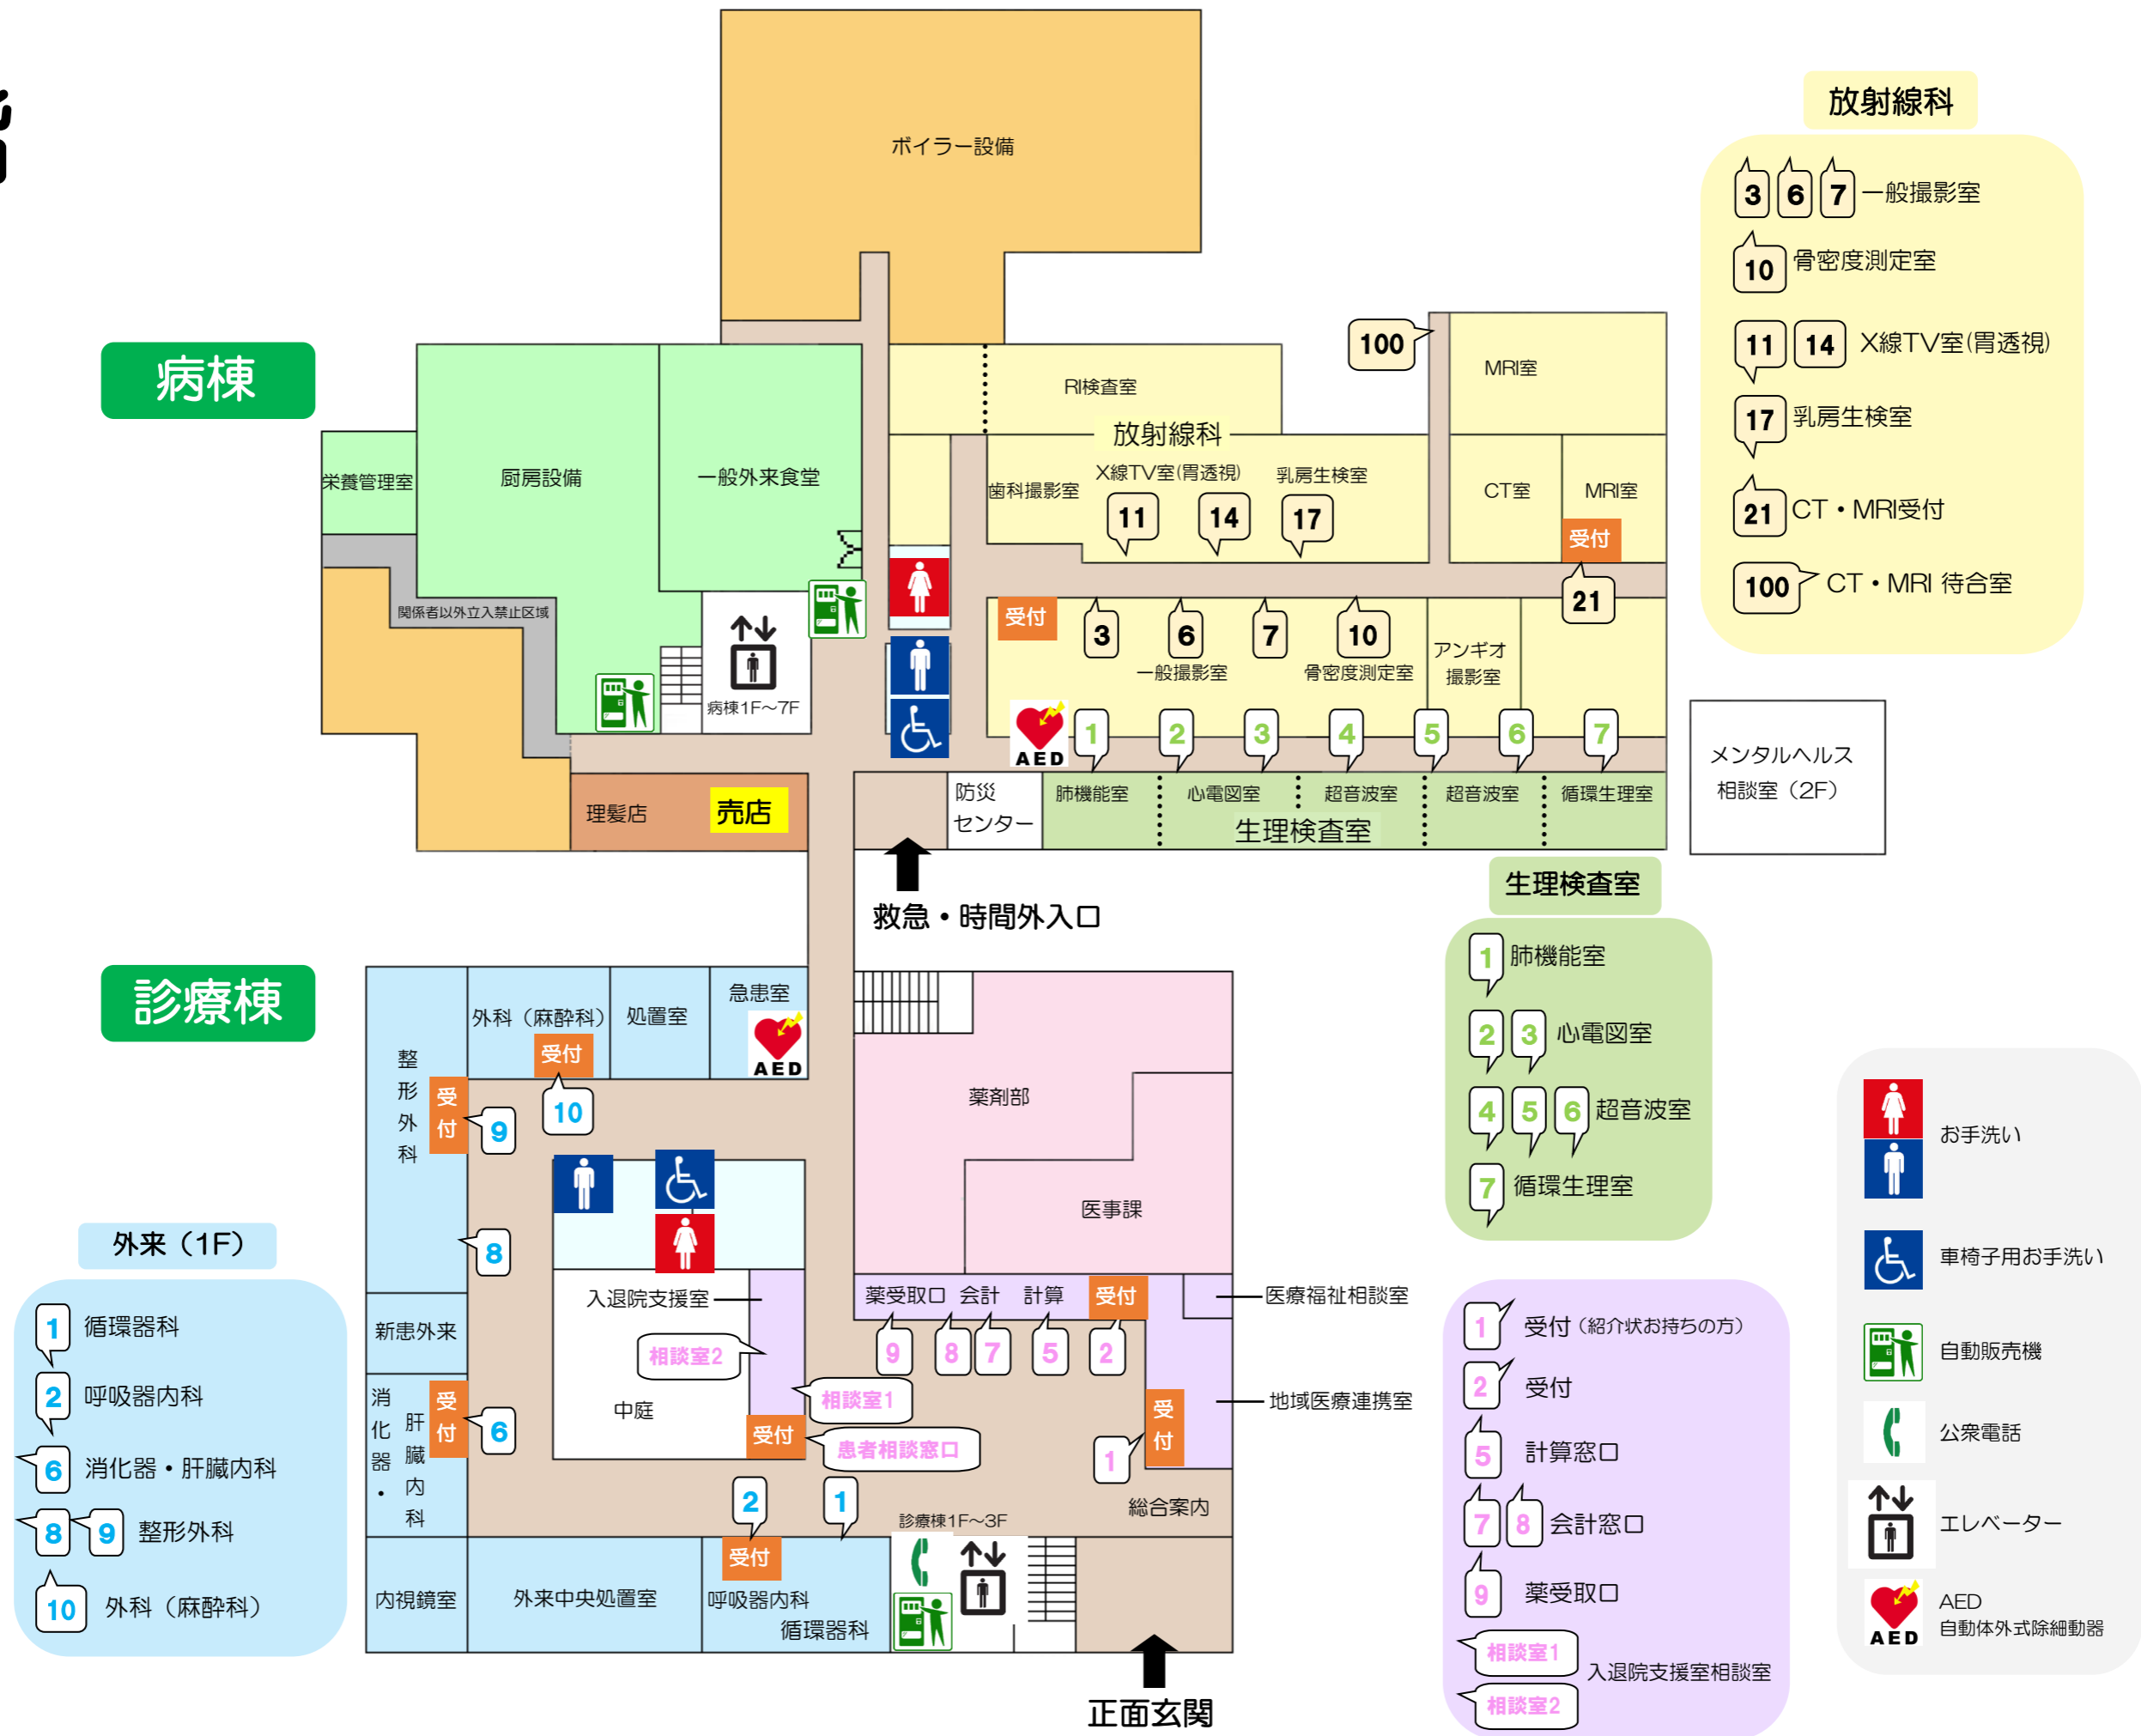 ボイラー設備
放射線科
3 6 7 一般撮影室
10 骨密度測定室
11 14 X線TV室(胃透視)
17 乳房生検室
21 CT・MRI受付
100 CT・MRI 待合室
病棟
栄養管理室
厨房設備
一般外来食堂
関係者以外立入禁止区域
病棟1F～7F
RI検査室
放射線科
歯科撮影室
X線TV室(胃透視)
11
14
乳房生検室
17
100
MRI室
CT室
MRI室
受付
21
受付
3
6
7
10
一般撮影室
骨密度測定室
アンギオ
撮影室
AED
1
2
3
4
5
6
7
防災
センター
肺機能室
心電図室
超音波室
超音波室
循環生理室
生理検査室
メンタルヘルス
相談室（2F）
理髪店
売店
救急・時間外入口
生理検査室
1 肺機能室
2 3 心電図室
4 5 6 超音波室
7 循環生理室
診療棟
整形外科
受付
9
8
外科（麻酔科）
受付
10
処置室
急患室
AED
薬剤部
医事課
新患外来
消化器・
肝臓内科
受付
6
入退院支援室
相談室2
相談室1
中庭
受付
患者相談窓口
薬受取口
会計
計算
受付
9
8
7
5
2
医療福祉相談室
地域医療連携室
受付
1
総合案内
2
1
診療棟1F～3F
内視鏡室
外来中央処置室
受付
呼吸器内科
循環器科
正面玄関
外来（1F）
1 循環器科
2 呼吸器内科
6 消化器・肝臓内科
8 9 整形外科
10 外科（麻酔科）
1 受付（紹介状お持ちの方）
2 受付
5 計算窓口
7 8 会計窓口
9 薬受取口
相談室1
入退院支援室相談室
相談室2
お手洗い
車椅子用お手洗い
自動販売機
公衆電話
エレベーター
AED
AED
自動体外式除細動器